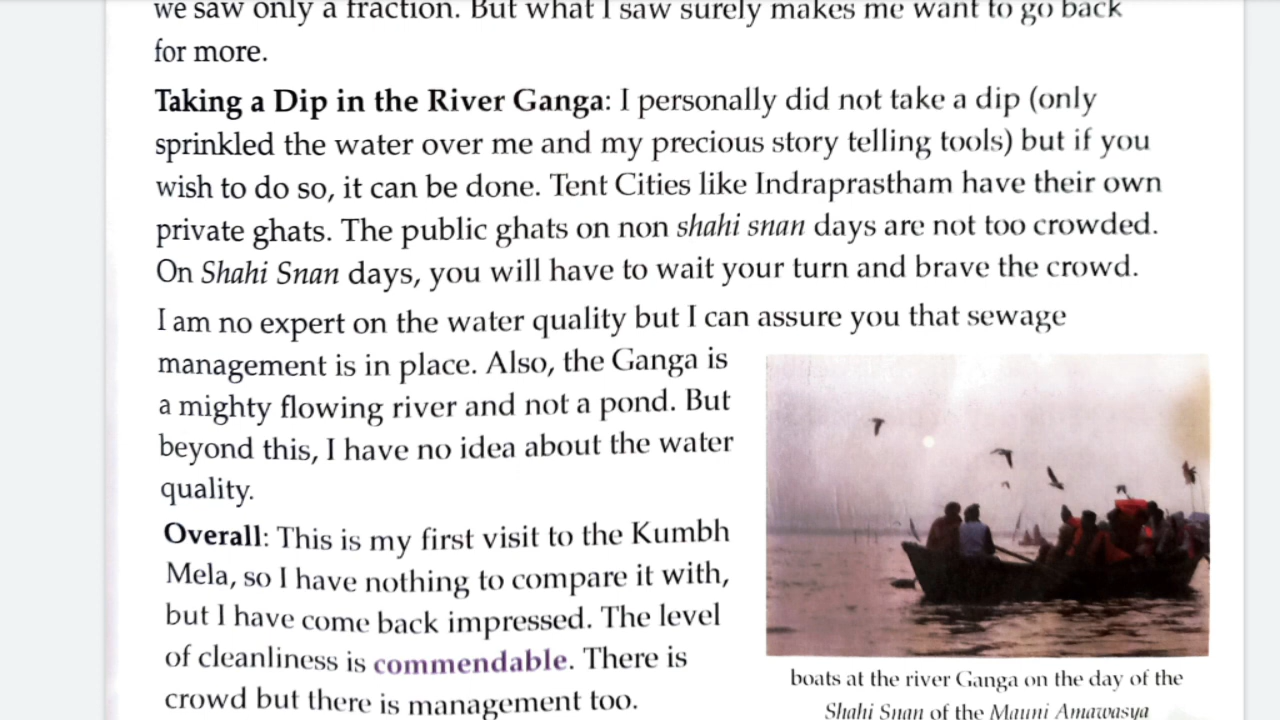 we saw only a fraction. But what I saw surely makes me want to go back
for more.
Taking a Dip in the River Ganga: I personally did not take a dip (only
sprinkled the water over me and my precious story telling tools) but if you
wish to do so, it can be done. Tent Cities like Indraprastham have their own
private ghats. The public ghats on non shahi snan days are not too crowded.
On Shahi Snan days, you will have to wait your turn and brave the crowd.
I am no expert on the water quality but I can assure you that sewage
management is in place. Also, the Ganga is
a mighty flowing river and not a pond. But
beyond this, I have no idea about the water
quality.
Overall: This is my first visit to the Kumbh
Mela, so I have nothing to compare it with,
but I have come back impressed. The level
of cleanliness is commendable. There is
crowd but there is management too.
boats at the river Ganga on the day of the
Shahi Snan of the Mauni Amawasya